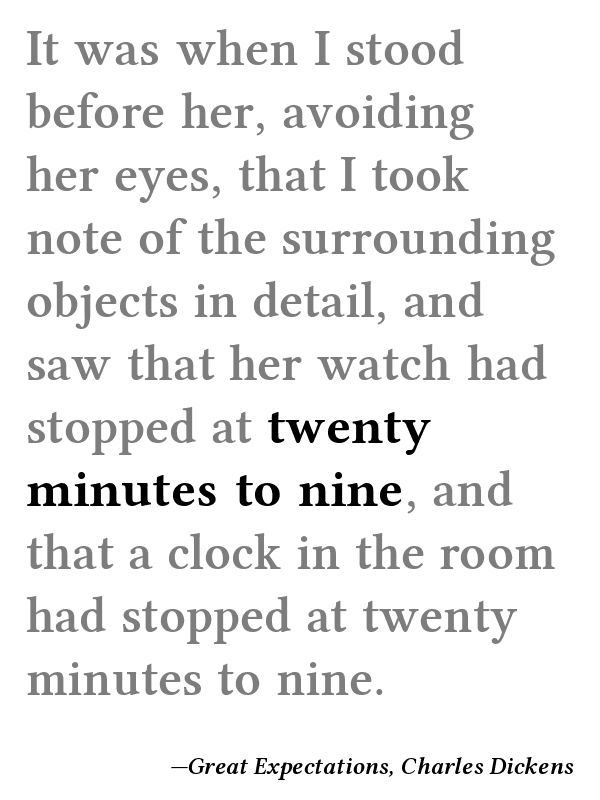 It was when I stood
before her, avoiding
her eyes, that I took
note of the surrounding
objects in detail, and
saw that her watch had
stopped at twenty
minutes to nine, and
that a clock in the room
had stopped at twenty
minutes to nine.
—Great Expectations, Charles Dickens